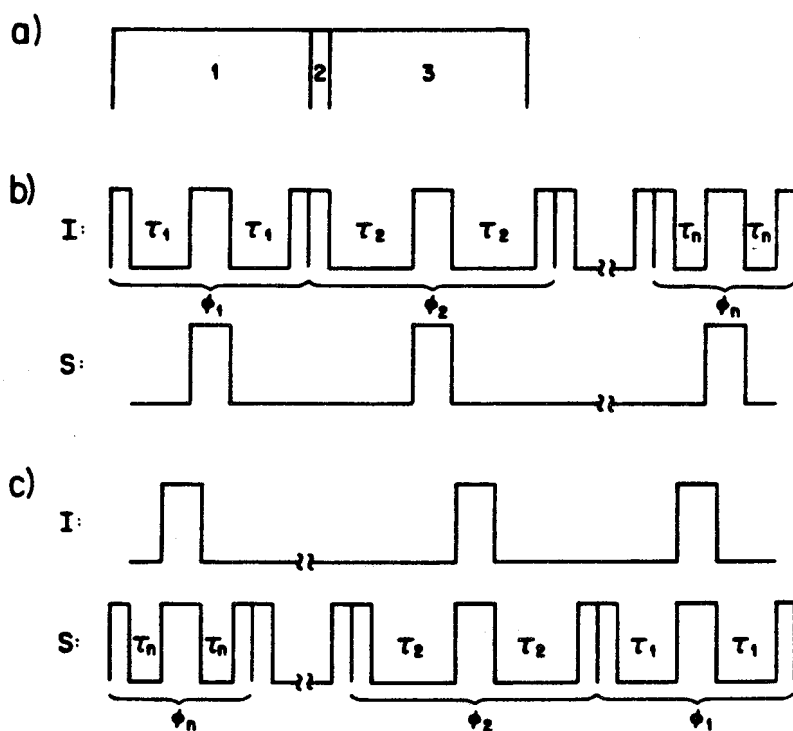 a)
1 2 3
b)
I: τ₁ τ₁ τ₂ τ₂ τₙ τₙ
ϕ₁ ϕ₂ ϕₙ
S:
c)
I:
S: τₙ τₙ τ₂ τ₂ τ₁ τ₁
ϕₙ ϕ₂ ϕ₁